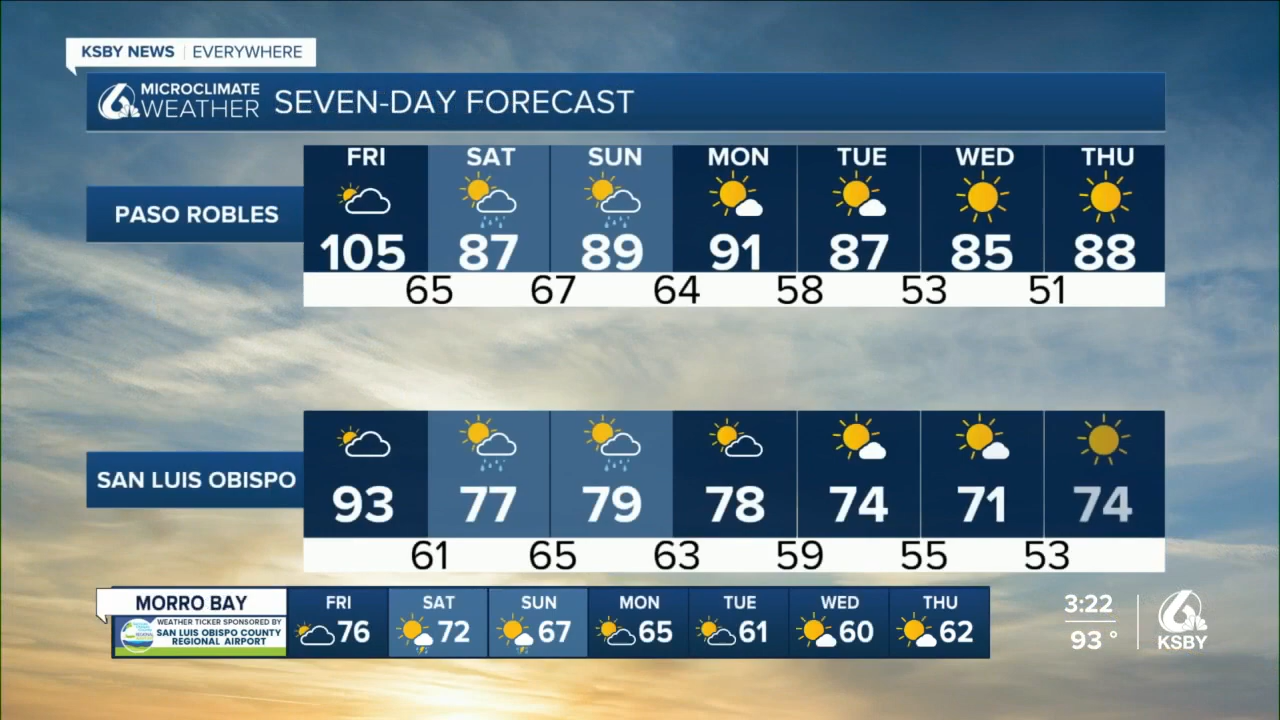 KSBY NEWS | EVERYWHERE
6 MICROCLIMATE
WEATHER SEVEN-DAY FORECAST
FRI SAT SUN MON TUE WED THU
PASO ROBLES
105 87 89 91 87 85 88
65 67 64 58 53 51
SAN LUIS OBISPO
93 77 79 78 74 71 74
61 65 63 59 55 53
MORRO BAY
WEATHER TICKER SPONSORED BY
SAN LUIS OBISPO COUNTY
REGIONAL AIRPORT
FRI SAT SUN MON TUE WED THU
76 72 67 65 61 60 62
3:22
93 °
6
KSBY